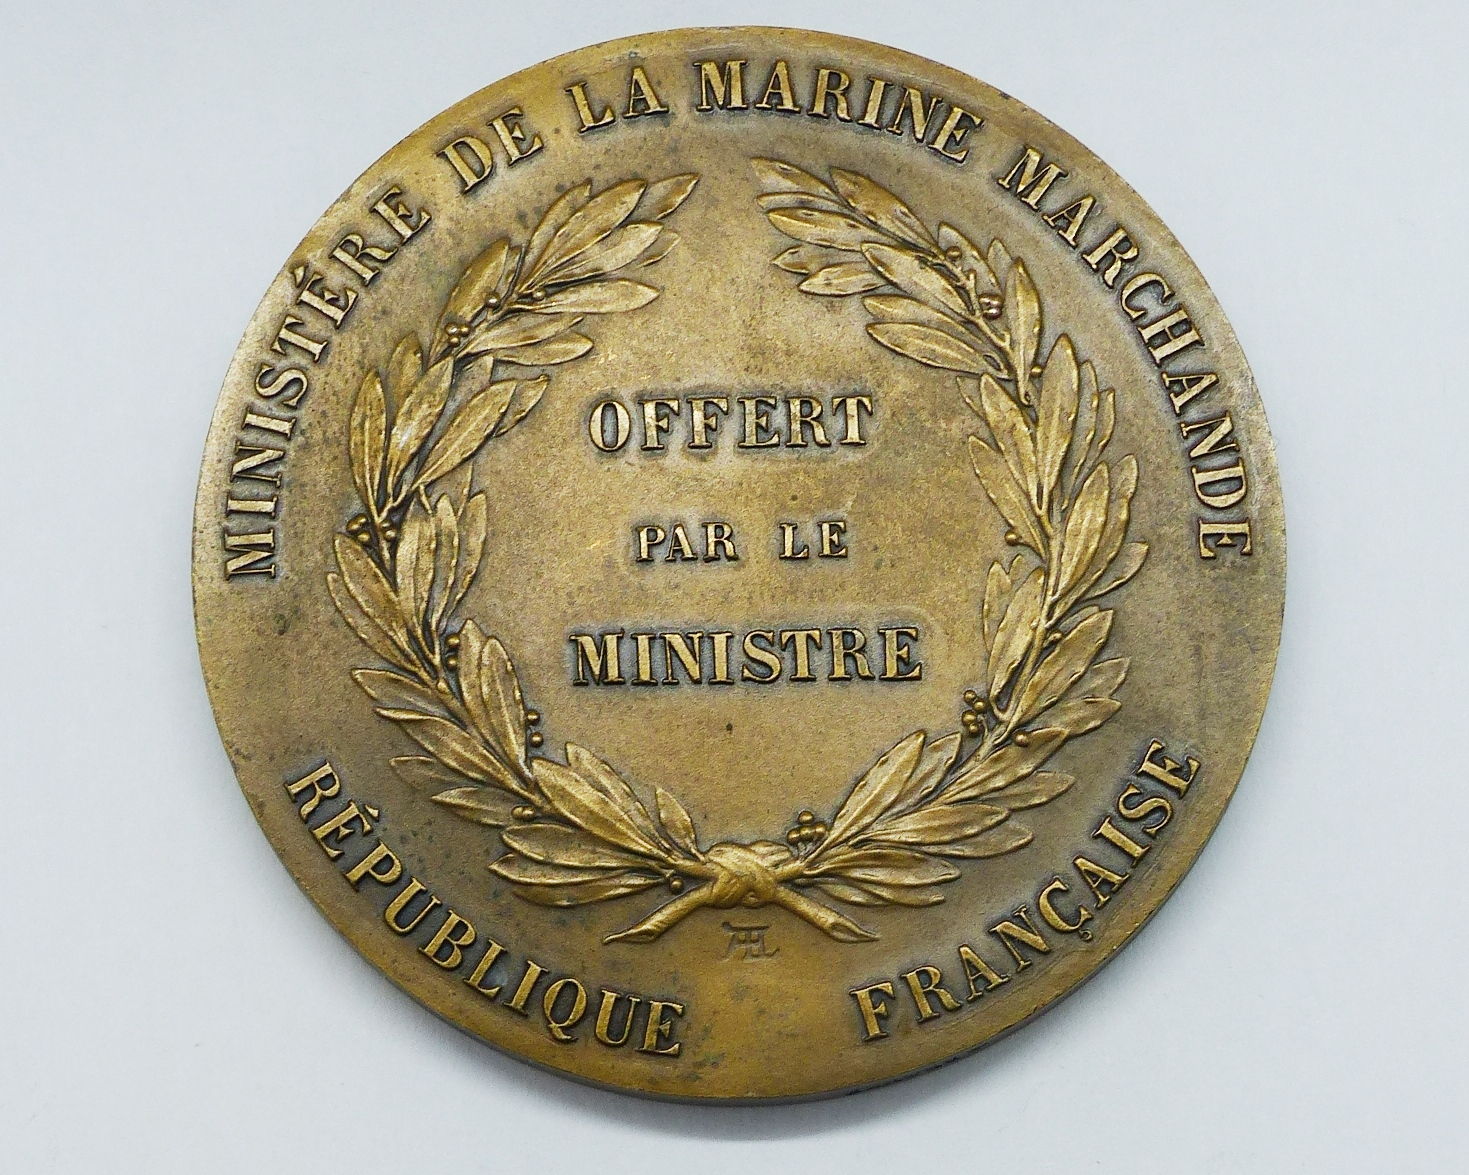 MINISTÉRE DE LA MARINE MARCHANDE
OFFERT
PAR LE
MINISTRE
RÉPUBLIQUE FRANÇAISE